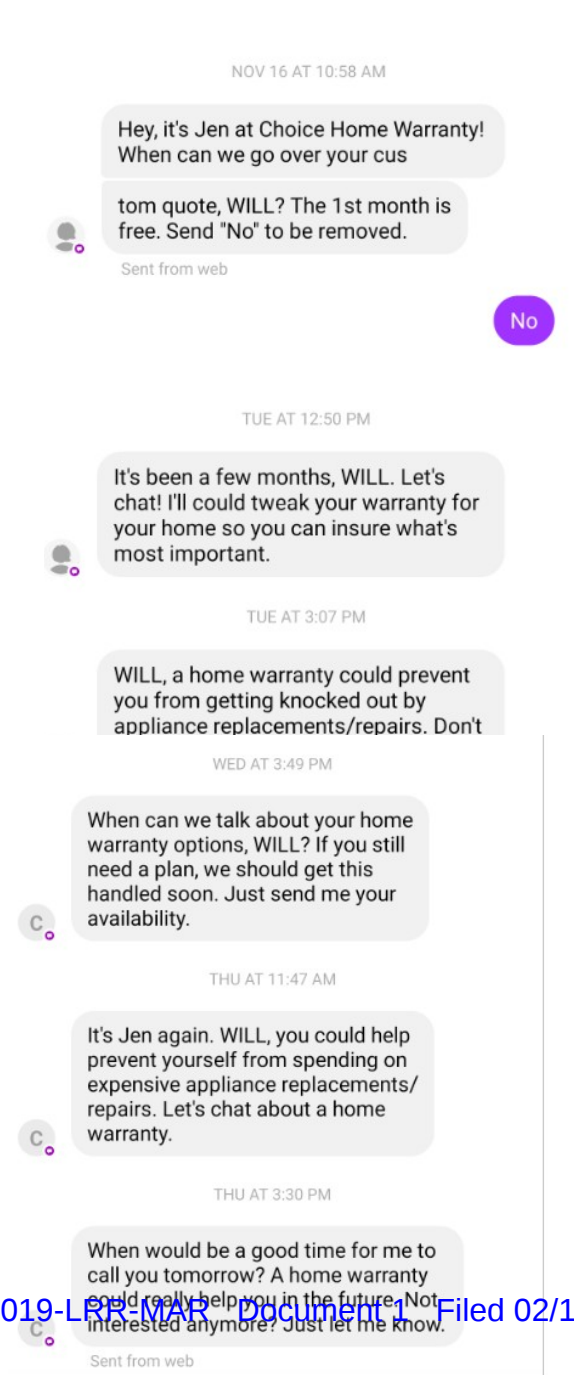 NOV 16 AT 10:58 AM
Hey, it's Jen at Choice Home Warranty!
When can we go over your cus
tom quote, WILL? The 1st month is
free. Send "No" to be removed.
Sent from web
No
TUE AT 12:50 PM
It's been a few months, WILL. Let's
chat! I'll could tweak your warranty for
your home so you can insure what's
most important.
TUE AT 3:07 PM
WILL, a home warranty could prevent
you from getting knocked out by
appliance replacements/repairs. Don't
WED AT 3:49 PM
When can we talk about your home
warranty options, WILL? If you still
need a plan, we should get this
handled soon. Just send me your
C
availability.
THU AT 11:47 AM
It's Jen again. WILL, you could help
prevent yourself from spending on
expensive appliance replacements/
repairs. Let's chat about a home
C
warranty.
THU AT 3:30 PM
When would be a good time for me to
call you tomorrow? A home warranty
could really help you in the future. Not
019-LRR-MAR Document 1 Filed 02/1
C
interested anymore? Just let me know.
Sent from web